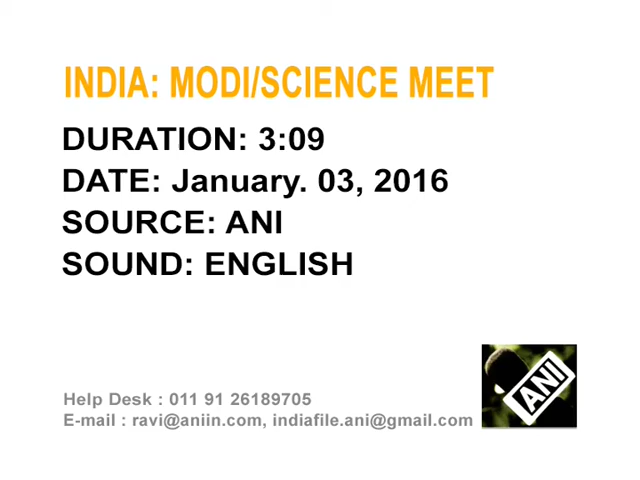 INDIA: MODI/SCIENCE MEET
DURATION: 3:09
DATE: January. 03, 2016
SOURCE: ANI
SOUND: ENGLISH
Help Desk : 011 91 26189705
E-mail : ravi@aniin.com, indiafile.ani@gmail.com
ANI